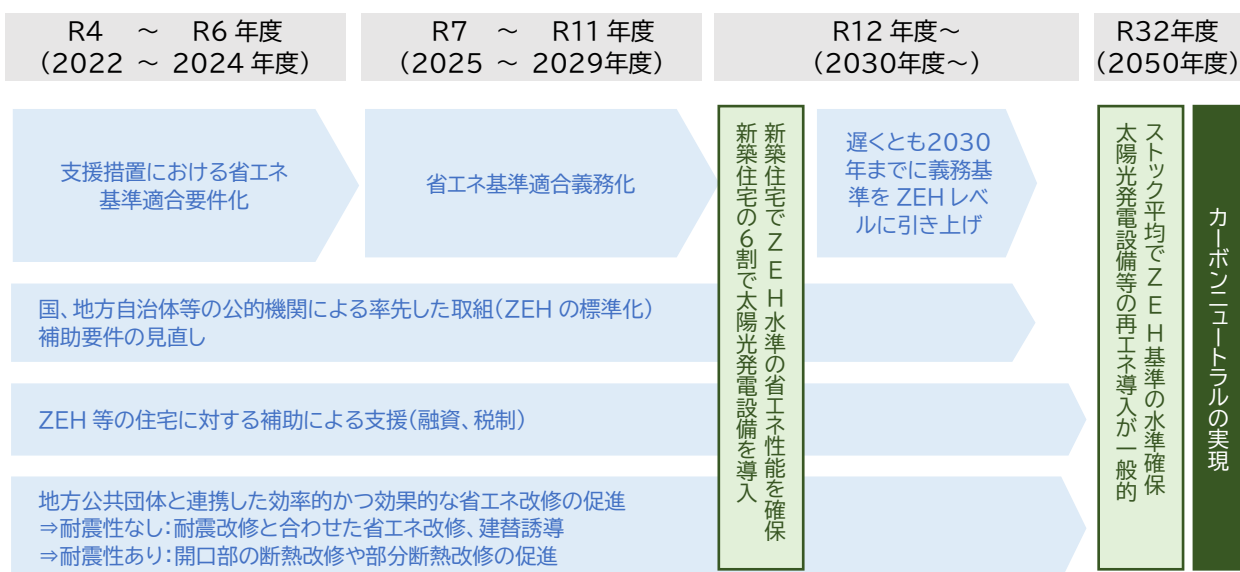 R4 ～ R6 年度
(2022 ～ 2024 年度)
R7 ～ R11 年度
(2025 ～ 2029年度)
R12 年度～
(2030年度～)
R32年度
(2050年度)
支援措置における省エネ
基準適合要件化
省エネ基準適合義務化
新築住宅でZEH水準の省エネ性能を確保
新築住宅の6割で太陽光発電設備を導入
遅くとも2030
年までに義務基
準を ZEH レベ
ルに引き上げ
ストック平均でZEH基準の水準確保
太陽光発電設備等の再エネ導入が一般的
カーボンニュートラルの実現
国、地方自治体等の公的機関による率先した取組(ZEH の標準化)
補助要件の見直し
ZEH 等の住宅に対する補助による支援(融資、税制)
地方公共団体と連携した効率的かつ効果的な省エネ改修の促進
⇒耐震性なし:耐震改修と合わせた省エネ改修、建替誘導
⇒耐震性あり:開口部の断熱改修や部分断熱改修の促進